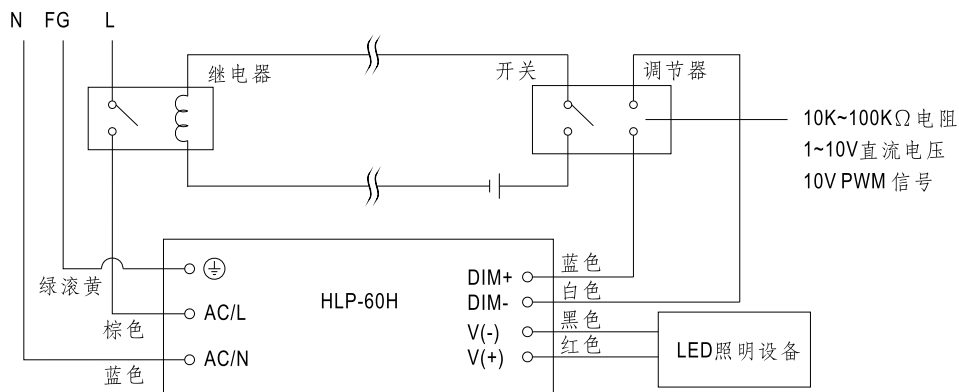 N FG L
继电器
开关
调节器
10K~100KΩ电阻
1~10V直流电压
10V PWM 信号
绿滚黄
棕色
AC/L
蓝色
AC/N
HLP-60H
DIM+
蓝色
DIM-
白色
V(-)
黑色
V(+)
红色
LED照明设备